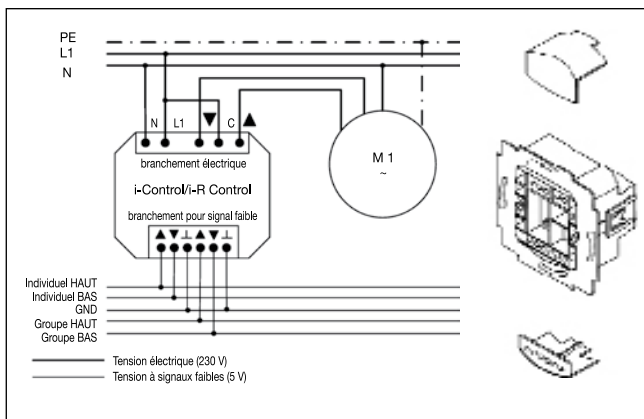 PE
L1
N
N L1 ▼ C ▲
branchement électrique
i-Control/i-R Control
branchement pour signal faible
▲ ▼ ⊥ ▲ ▼ ⊥
M 1
~
Individuel HAUT
Individuel BAS
GND
Groupe HAUT
Groupe BAS
Tension électrique (230 V)
Tension à signaux faibles (5 V)